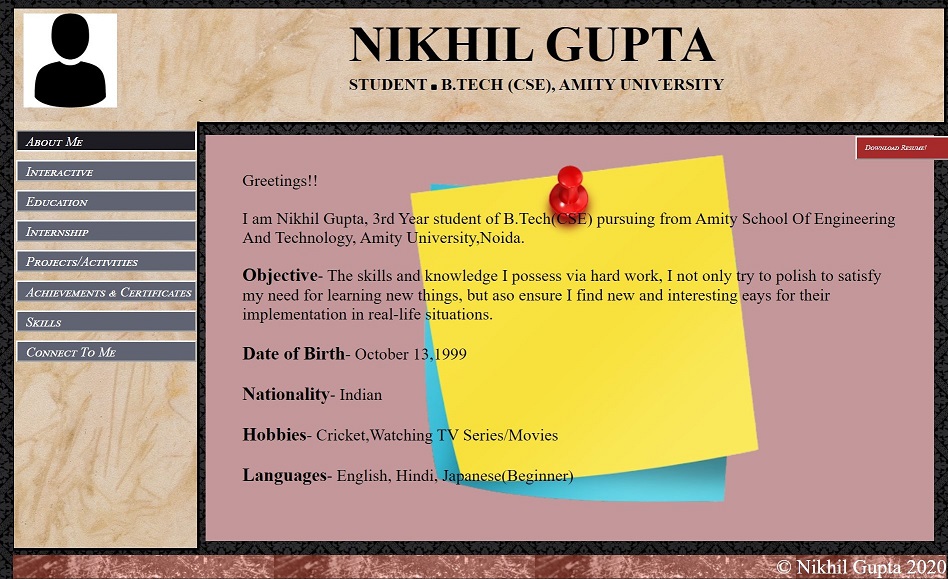 NIKHIL GUPTA
STUDENT ■ B.TECH (CSE), AMITY UNIVERSITY
About Me
Interactive
Education
Internship
Projects/Activities
Achievements & Certificates
Skills
Connect To Me
Download Resume!
Greetings!!
I am Nikhil Gupta, 3rd Year student of B.Tech(CSE) pursuing from Amity School Of Engineering
And Technology, Amity University,Noida.
Objective- The skills and knowledge I possess via hard work, I not only try to polish to satisfy
my need for learning new things, but aso ensure I find new and interesting eays for their
implementation in real-life situations.
Date of Birth- October 13,1999
Nationality- Indian
Hobbies- Cricket,Watching TV Series/Movies
Languages- English, Hindi, Japanese(Beginner)
© Nikhil Gupta 2020